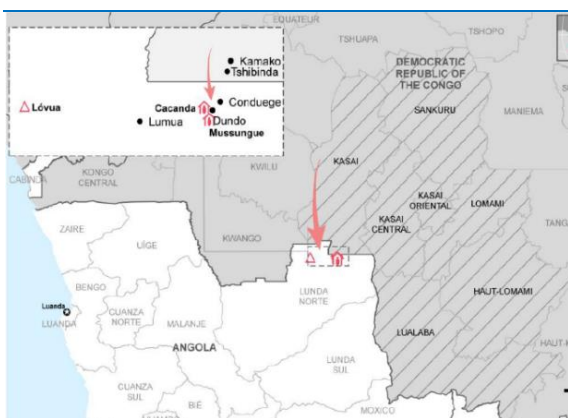 EQUATEUR
TSHUAPA
TSHOPO
DEMOCRATIC
REPUBLIC OF
THE CONGO
MANIEMA
SANKURU
Kamako
Tshibinda
Conduege
Cacanda
Dundo
Lumua
Mussungue
Lóvua
KWILU
KASAI
KASAI
ORIENTAL
LOMAMI
KASAI
CENTRAL
CABINDA
KONGO
CENTRAL
KWANGO
TANG
ZAIRE
UÍGE
LUNDA
NORTE
HAUT-LOMAMI
BENGO
Luanda
LUANDA
CUANZA
NORTE
MALANJE
LUALABA
ANGOLA
LUNDA
SUL
CUANZA
SUL
BIÉ
MOXICO